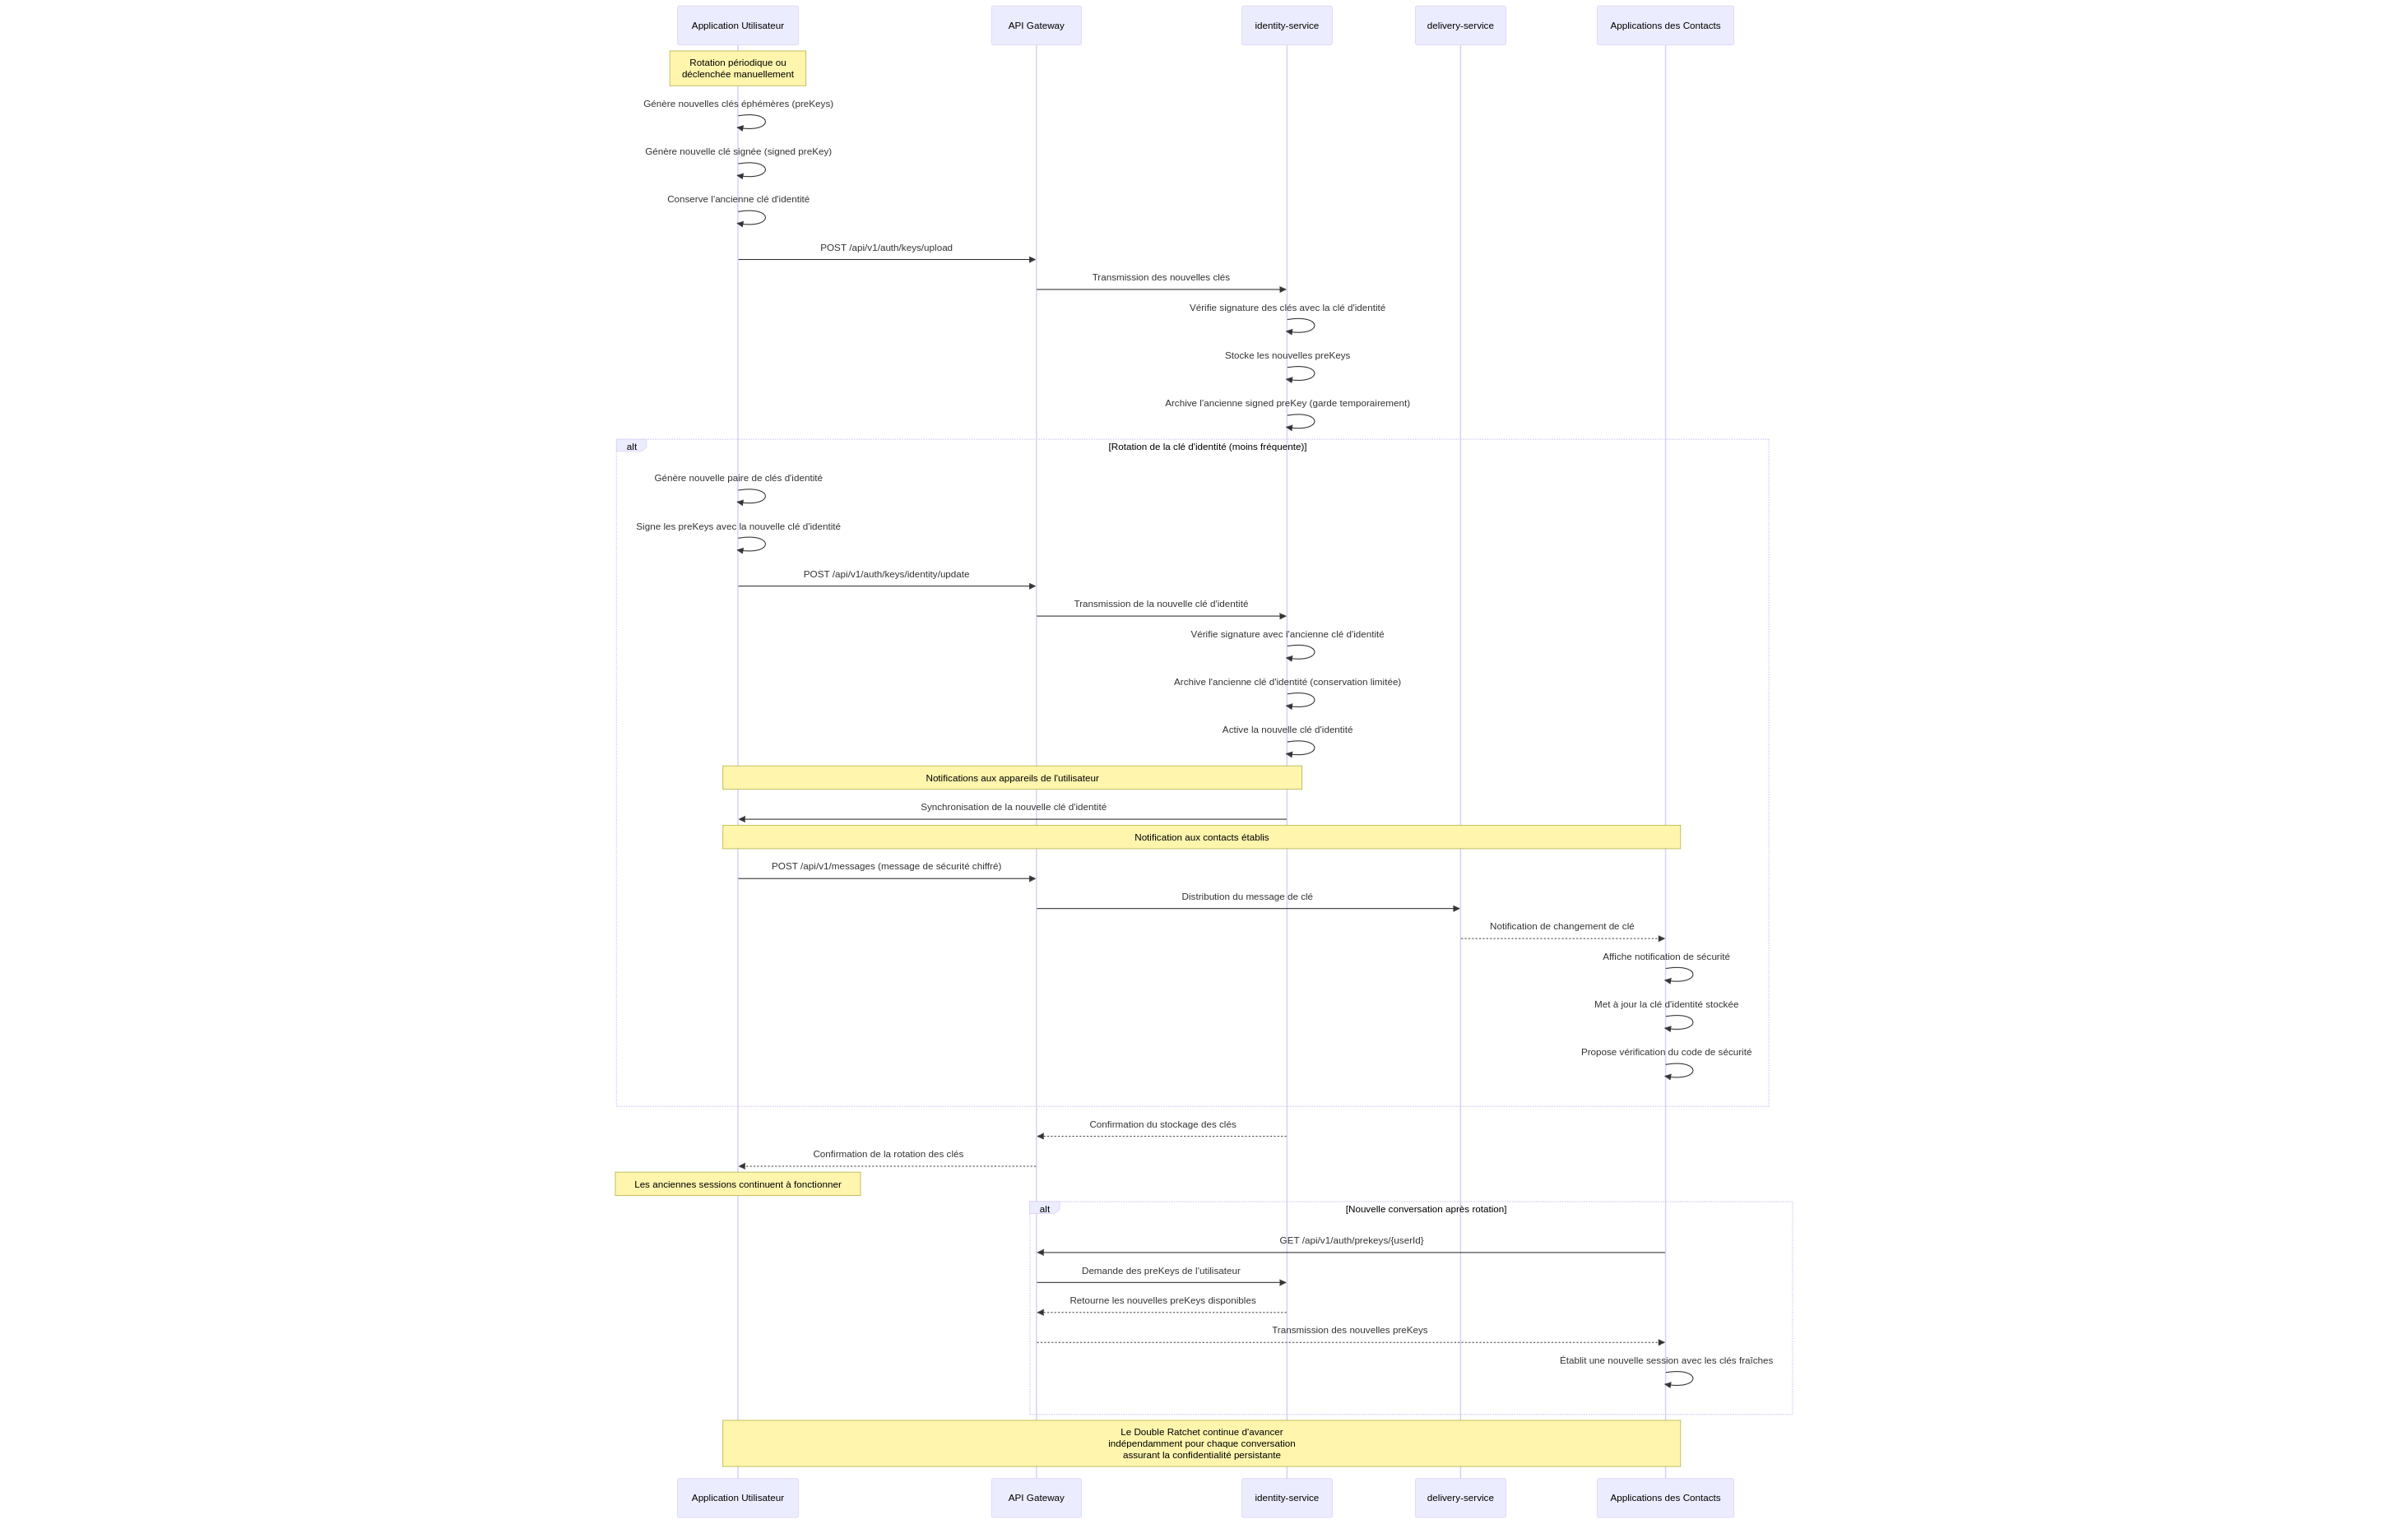 Application Utilisateur
API Gateway
identity-service
delivery-service
Applications des Contacts
Rotation périodique ou
déclenchée manuellement
Génère nouvelles clés éphémères (preKeys)
Génère nouvelle clé signée (signed preKey)
Conserve l'ancienne clé d'identité
POST /api/v1/auth/keys/upload
Transmission des nouvelles clés
Vérifie signature des clés avec la clé d'identité
Stocke les nouvelles preKeys
Archive l'ancienne signed preKey (garde temporairement)
alt
[Rotation de la clé d'identité (moins fréquente)]
Génère nouvelle paire de clés d'identité
Signe les preKeys avec la nouvelle clé d'identité
POST /api/v1/auth/keys/identity/update
Transmission de la nouvelle clé d'identité
Vérifie signature avec l'ancienne clé d'identité
Archive l'ancienne clé d'identité (conservation limitée)
Active la nouvelle clé d'identité
Notifications aux appareils de l'utilisateur
Synchronisation de la nouvelle clé d'identité
Notification aux contacts établis
POST /api/v1/messages (message de sécurité chiffré)
Distribution du message de clé
Notification de changement de clé
Affiche notification de sécurité
Met à jour la clé d'identité stockée
Propose vérification du code de sécurité
Confirmation du stockage des clés
Confirmation de la rotation des clés
Les anciennes sessions continuent à fonctionner
alt
[Nouvelle conversation après rotation]
GET /api/v1/auth/prekeys/{userId}
Demande des preKeys de l'utilisateur
Retourne les nouvelles preKeys disponibles
Transmission des nouvelles preKeys
Établit une nouvelle session avec les clés fraîches
Le Double Ratchet continue d'avancer
indépendamment pour chaque conversation
assurant la confidentialité persistante
Application Utilisateur
API Gateway
identity-service
delivery-service
Applications des Contacts